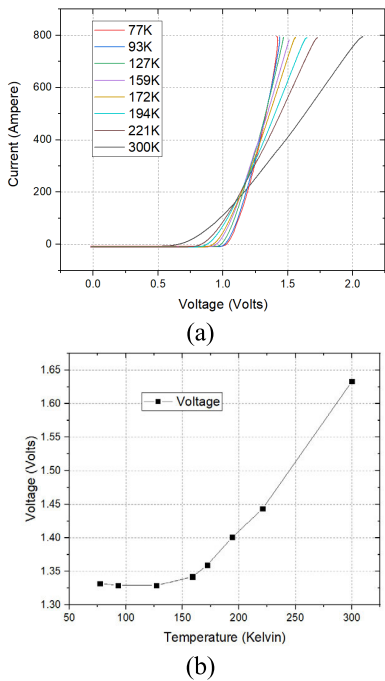 800
600
400
200
0
Current (Ampere)
77K
93K
127K
159K
172K
194K
221K
300K
0.0 0.5 1.0 1.5 2.0
Voltage (Volts)
(a)
1.65
1.60
1.55
1.50
1.45
1.40
1.35
1.30
Voltage (Volts)
Voltage
50 100 150 200 250 300
Temperature (Kelvin)
(b)